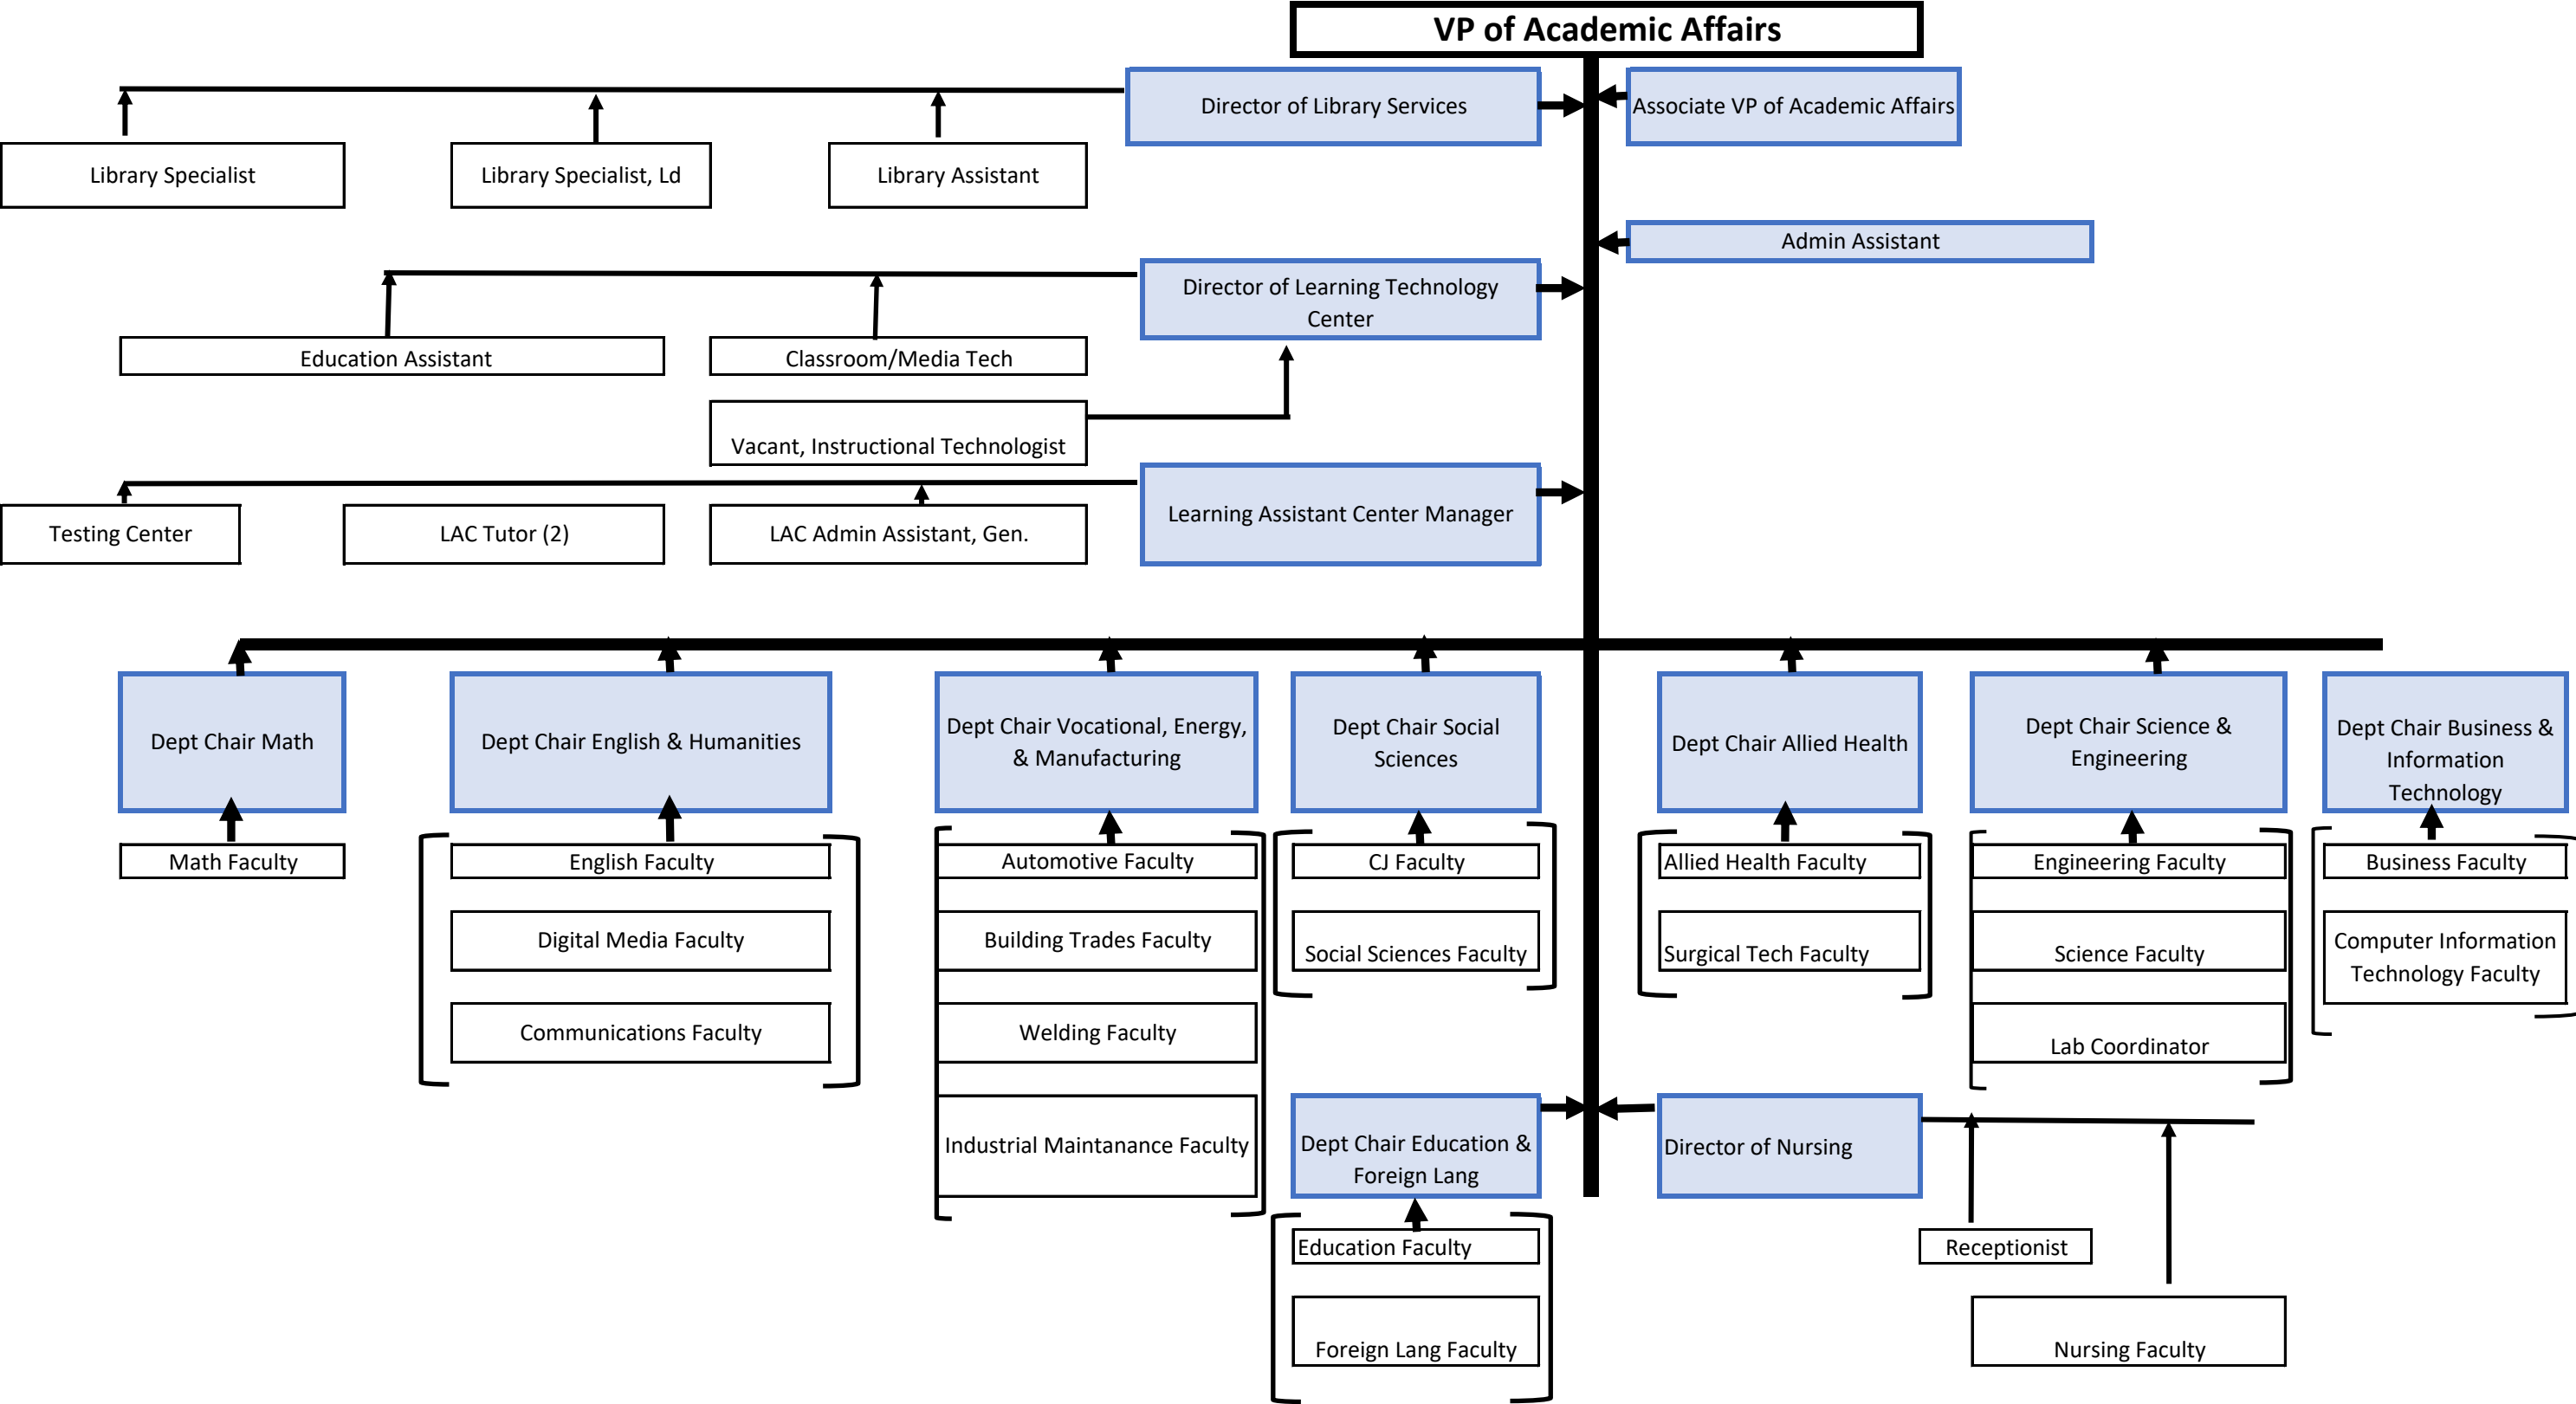 VP of Academic Affairs
Director of Library Services
Associate VP of Academic Affairs
Library Specialist
Library Specialist, Ld
Library Assistant
Admin Assistant
Director of Learning Technology
Center
Education Assistant
Classroom/Media Tech
Vacant, Instructional Technologist
Learning Assistant Center Manager
Testing Center
LAC Tutor (2)
LAC Admin Assistant, Gen.
Dept Chair Math
Dept Chair English & Humanities
Dept Chair Vocational, Energy,
& Manufacturing
Dept Chair Social
Sciences
Dept Chair Allied Health
Dept Chair Science &
Engineering
Dept Chair Business &
Information
Technology
Math Faculty
English Faculty
Automotive Faculty
CJ Faculty
Allied Health Faculty
Engineering Faculty
Business Faculty
Digital Media Faculty
Building Trades Faculty
Social Sciences Faculty
Surgical Tech Faculty
Science Faculty
Computer Information
Technology Faculty
Communications Faculty
Welding Faculty
Lab Coordinator
Industrial Maintanance Faculty
Dept Chair Education &
Foreign Lang
Director of Nursing
Education Faculty
Receptionist
Foreign Lang Faculty
Nursing Faculty